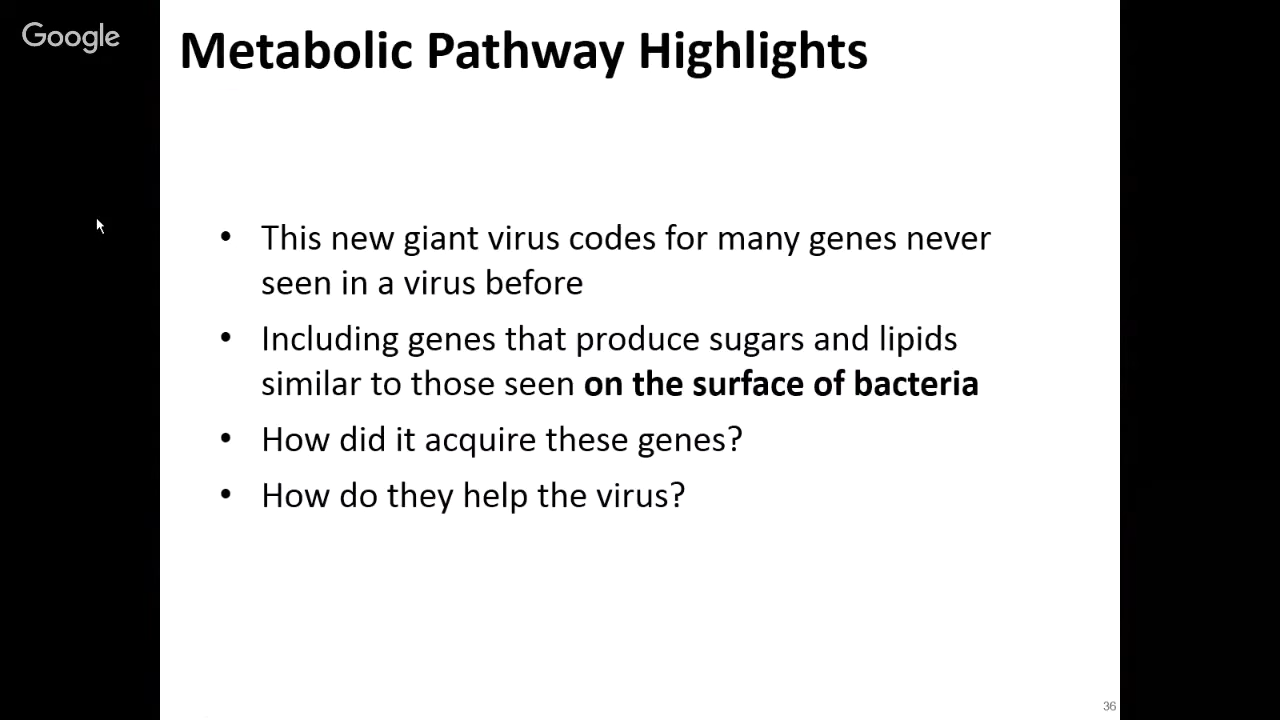 Google
Metabolic Pathway Highlights
• This new giant virus codes for many genes never
seen in a virus before
• Including genes that produce sugars and lipids
similar to those seen on the surface of bacteria
• How did it acquire these genes?
• How do they help the virus?
36